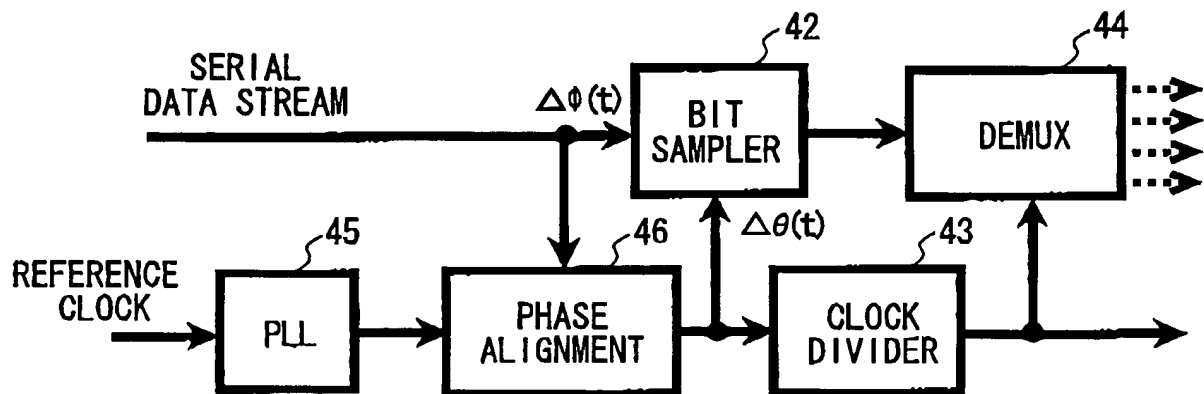 42
44
SERIAL
DATA STREAM
ΔΦ(t)
BIT
SAMPLER
DEMUX
Δθ(t)
45
46
43
REFERENCE
CLOCK
PLL
PHASE
ALIGNMENT
CLOCK
DIVIDER